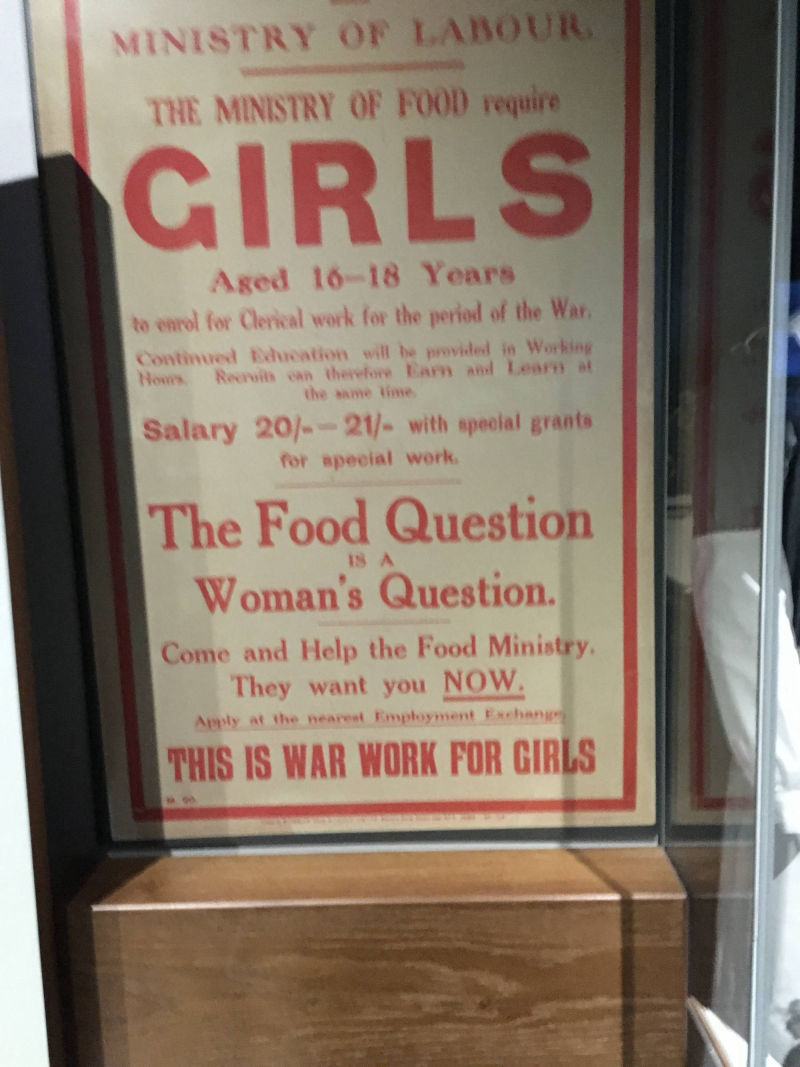 MINISTRY OF LABOUR.
THE MINISTRY OF FOOD require
GIRLS
Aged 16–18 Years
to enrol for Clerical work for the period of the War.
Continued Education will be provided in Working
Hours. Recruits can therefore Earn and Learn at
the same time.
Salary 20/- – 21/- with special grants
for special work.
The Food Question
IS A
Woman's Question.
Come and Help the Food Ministry.
They want you NOW.
Apply at the nearest Employment Exchange
THIS IS WAR WORK FOR GIRLS